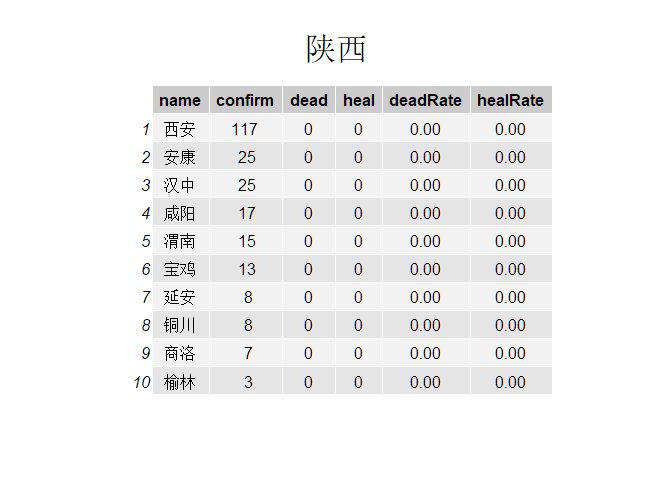 陕西
name confirm dead heal deadRate healRate
1 西安 117 0 0 0.00 0.00
2 安康 25 0 0 0.00 0.00
3 汉中 25 0 0 0.00 0.00
4 咸阳 17 0 0 0.00 0.00
5 渭南 15 0 0 0.00 0.00
6 宝鸡 13 0 0 0.00 0.00
7 延安 8 0 0 0.00 0.00
8 铜川 8 0 0 0.00 0.00
9 商洛 7 0 0 0.00 0.00
10 榆林 3 0 0 0.00 0.00